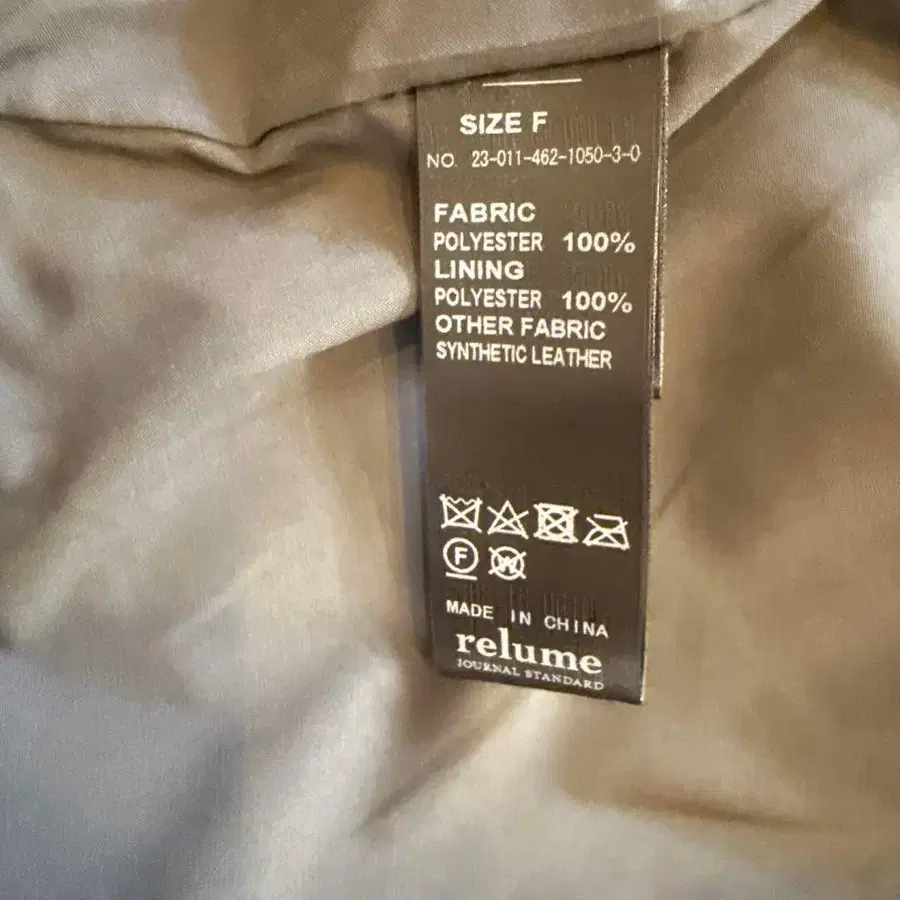 SIZE F
NO. 23-011-462-1050-3-0
FABRIC
POLYESTER 100%
LINING
POLYESTER 100%
OTHER FABRIC
SYNTHETIC LEATHER
F W
MADE IN CHINA
relume
JOURNAL STANDARD